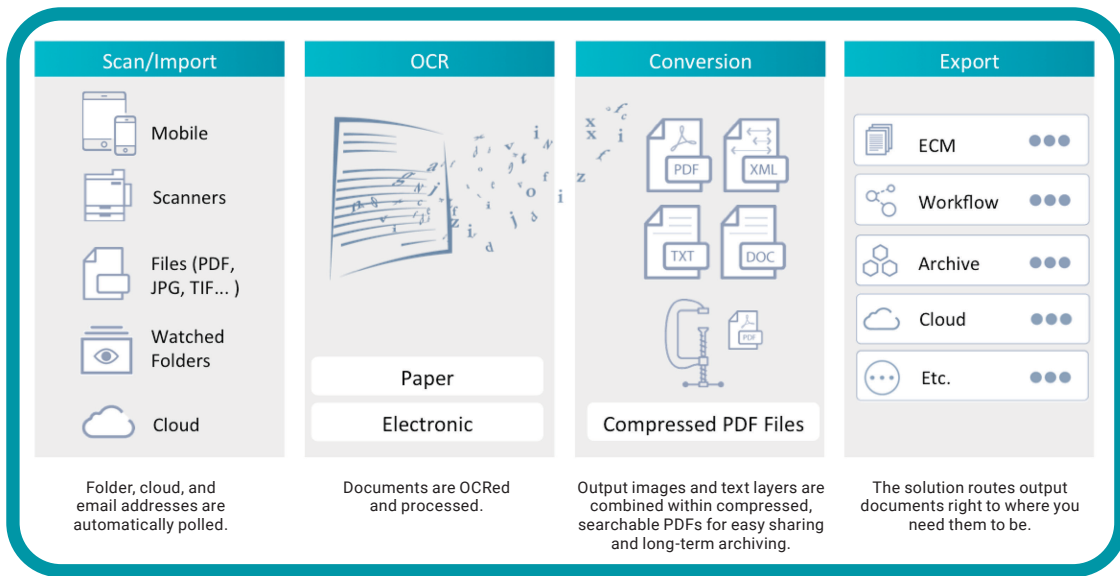 Scan/Import
Mobile
Scanners
Files (PDF,
JPG, TIF... )
Watched
Folders
Cloud
Folder, cloud, and
email addresses are
automatically polled.
OCR
Paper
Electronic
Documents are OCRed
and processed.
Conversion
PDF
XML
TXT
DOC
PDF
Compressed PDF Files
Output images and text layers are
combined within compressed,
searchable PDFs for easy sharing
and long-term archiving.
Export
ECM
Workflow
Archive
Cloud
Etc.
The solution routes output
documents right to where you
need them to be.